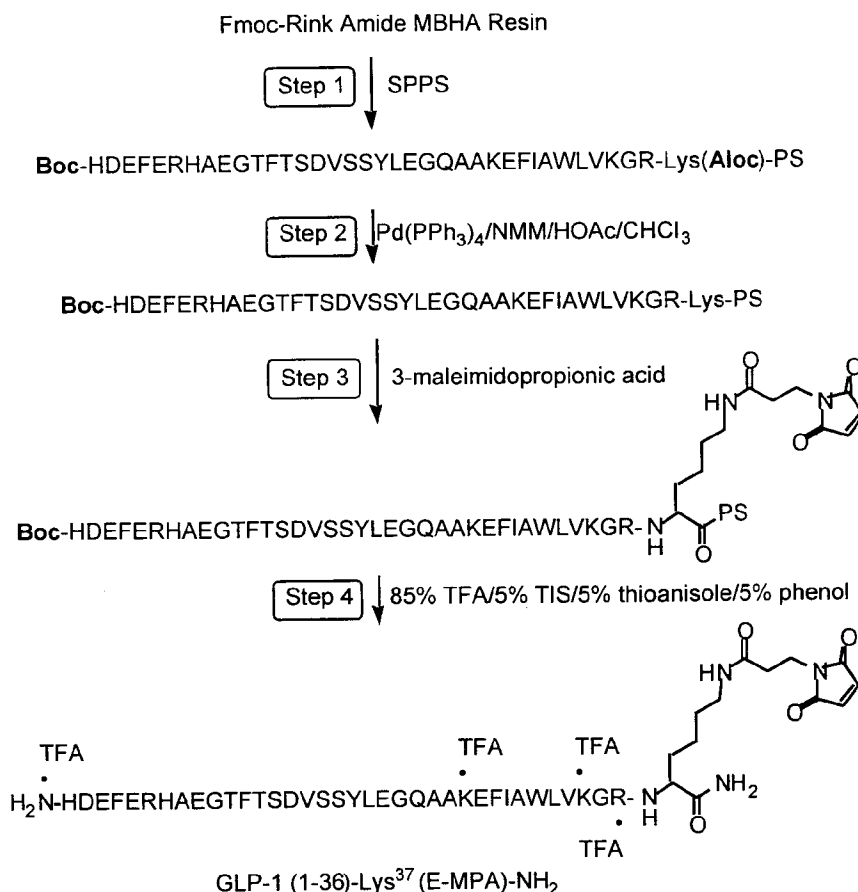 Fmoc-Rink Amide MBHA Resin
Step 1 SPPS
Boc-HDEFERHAEGTFTSDVSSYLEGQAAKEFIAWLVKGR-Lys(Aloc)-PS
Step 2 Pd(PPh3)4/NMM/HOAc/CHCl3
Boc-HDEFERHAEGTFTSDVSSYLEGQAAKEFIAWLVKGR-Lys-PS
Step 3 3-maleimidopropionic acid
O
HN N O
O
Boc-HDEFERHAEGTFTSDVSSYLEGQAAKEFIAWLVKGR- N PS
H O
Step 4 85% TFA/5% TIS/5% thioanisole/5% phenol
O
HN N O
O
TFA TFA TFA
H2N-HDEFERHAEGTFTSDVSSYLEGQAAKEFIAWLVKGR- N NH2
TFA H O
GLP-1 (1-36)-Lys37 (E-MPA)-NH2